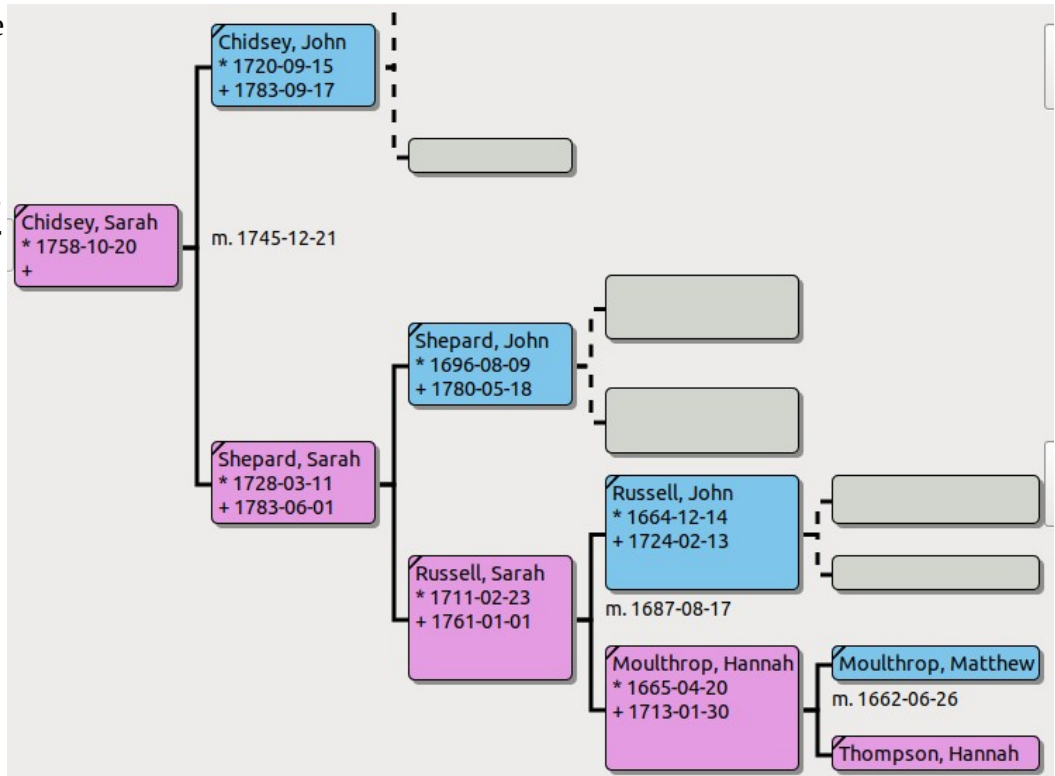 e
Chidsey, John
* 1720-09-15
+ 1783-09-17
Chidsey, Sarah
* 1758-10-20
+
m. 1745-12-21
Shepard, John
* 1696-08-09
+ 1780-05-18
Shepard, Sarah
* 1728-03-11
+ 1783-06-01
Russell, John
* 1664-12-14
+ 1724-02-13
Russell, Sarah
* 1711-02-23
+ 1761-01-01
m. 1687-08-17
Moulthrop, Hannah
* 1665-04-20
+ 1713-01-30
Moulthrop, Matthew
m. 1662-06-26
Thompson, Hannah